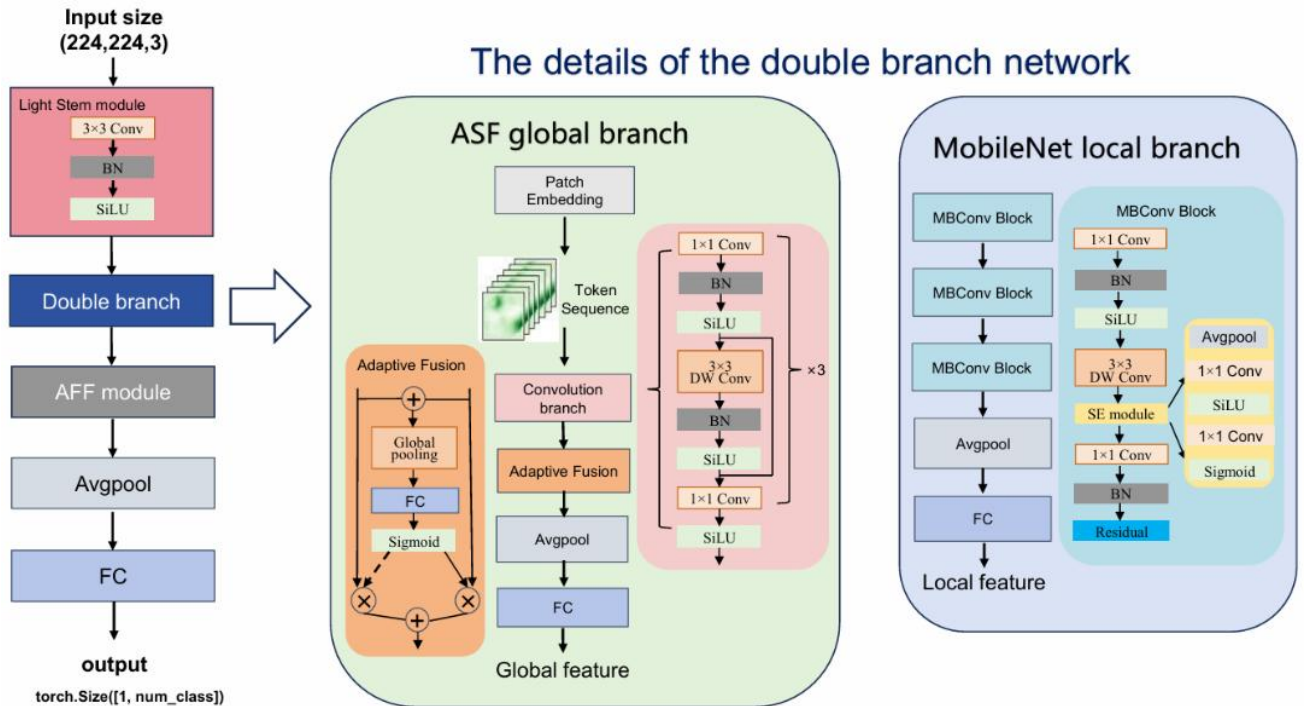 Input size
(224,224,3)
Light Stem module
3×3 Conv
BN
SiLU
Double branch
AFF module
Avgpool
FC
output
torch.Size([1, num_class])
The details of the double branch network
ASF global branch
Patch
Embedding
Token
Sequence
Convolution
branch
Adaptive Fusion
Avgpool
FC
Global feature
Adaptive Fusion
Global
pooling
FC
Sigmoid
1×1 Conv
BN
SiLU
3×3
DW Conv
BN
SiLU
1×1 Conv
SiLU
×3
MobileNet local branch
MBConv Block
MBConv Block
MBConv Block
Avgpool
FC
Local feature
MBConv Block
1×1 Conv
BN
SiLU
3×3
DW Conv
SE module
1×1 Conv
BN
Residual
Avgpool
1×1 Conv
SiLU
1×1 Conv
Sigmoid